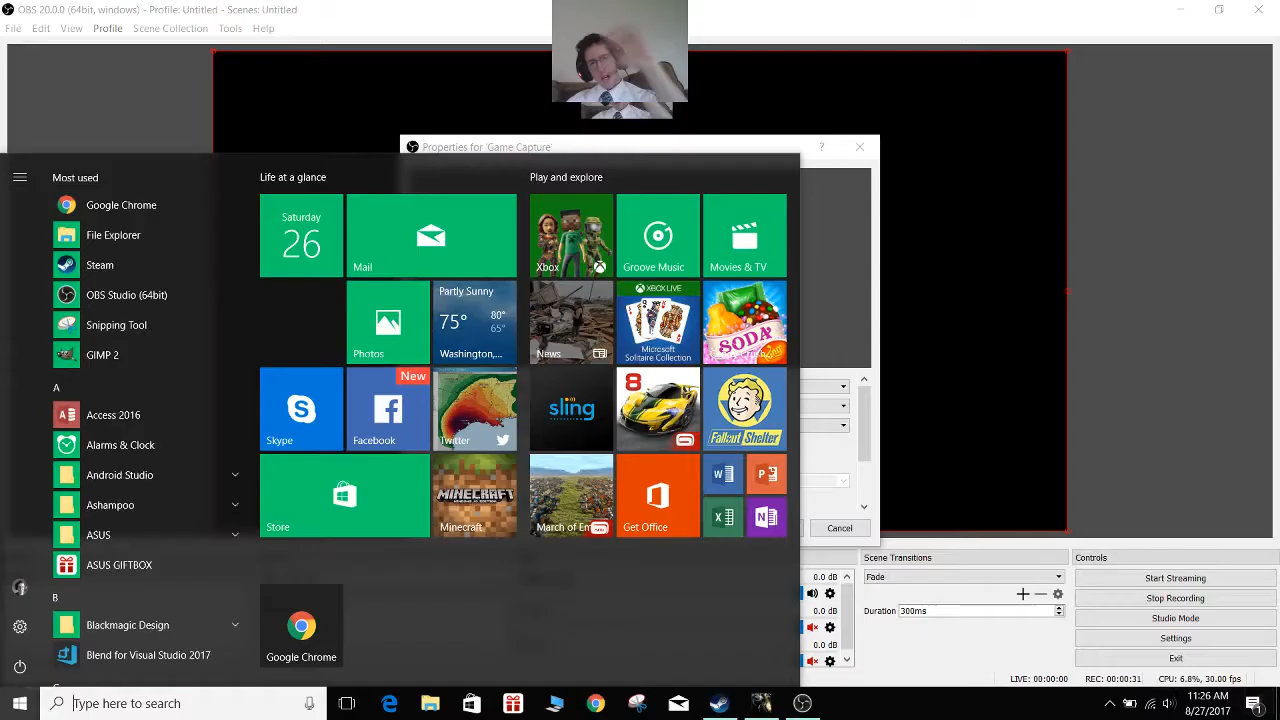 OBS 20.0.0 (64bit, windows) - Profile: Untitled - Scenes: Untitled
File Edit View Profile Scene Collection Tools Help
Properties for 'Game Capture'
Most used
Google Chrome
File Explorer
Steam
OBS Studio (64bit)
Snipping Tool
GIMP 2
A
Access 2016
Alarms & Clock
Android Studio
Ashampoo
ASUS
ASUS GIFTBOX
B
Blackmagic Design
Blend for Visual Studio 2017
Life at a glance
Saturday
26
Mail
Photos
Partly Sunny
75° 80°
65°
Washington,...
Skype
New
Facebook
Twitter
Store
MINECRAFT
Minecraft
Google Chrome
Play and explore
Xbox
Groove Music
Movies & TV
News
XBOX LIVE
Microsoft
Solitaire Collection
SODA
sling
8
Fallout Shelter
March of Em
Get Office
Cancel
0.0 dB
0.0 dB
0.0 dB
Scene Transitions
Fade
Duration 300ms
Controls
Start Streaming
Stop Recording
Studio Mode
Settings
Exit
LIVE: 00:00:00 REC: 00:00:31 CPU: 6.8%, 30.00 fps
Type here to search
11:26 AM
8/27/2017
1